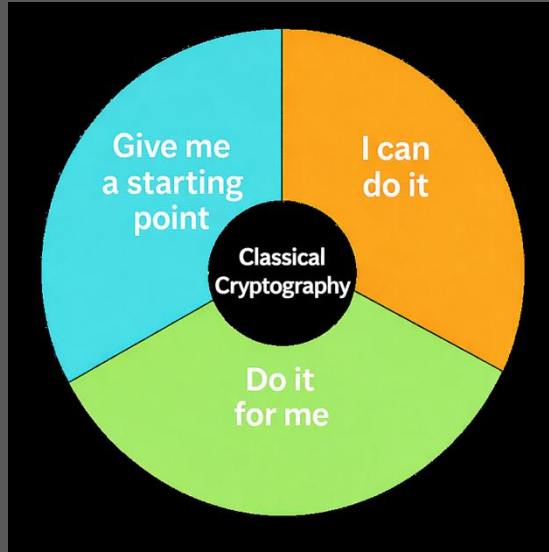 Give me
a starting
point
I can
do it
Classical
Cryptography
Do it
for me